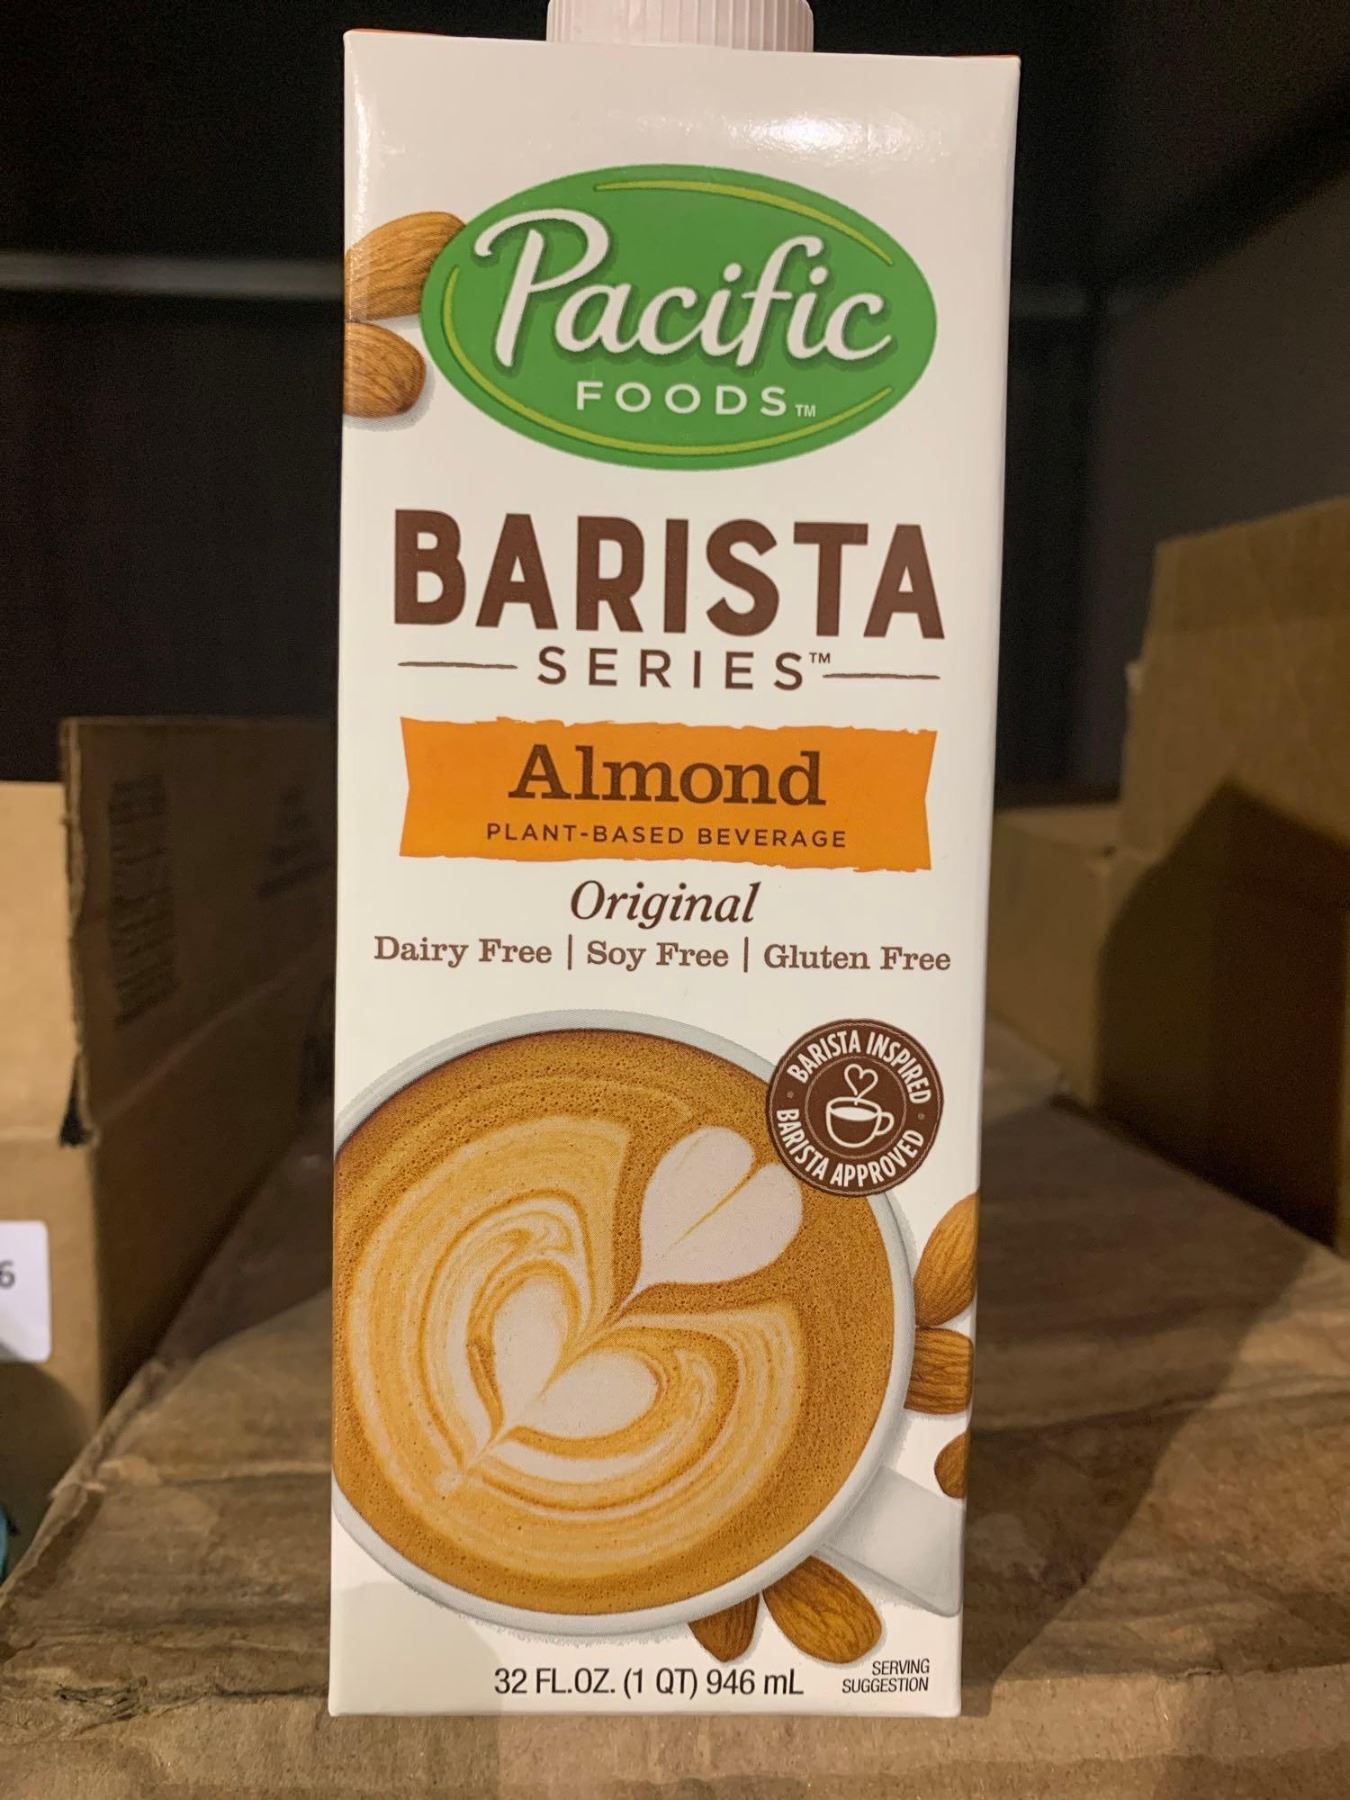 Pacific
FOODS™
BARISTA
SERIES™
Almond
PLANT-BASED BEVERAGE
Original
Dairy Free | Soy Free | Gluten Free
BARISTA INSPIRED
BARISTA APPROVED
32 FL.OZ. (1 QT) 946 mL
SERVING
SUGGESTION
6